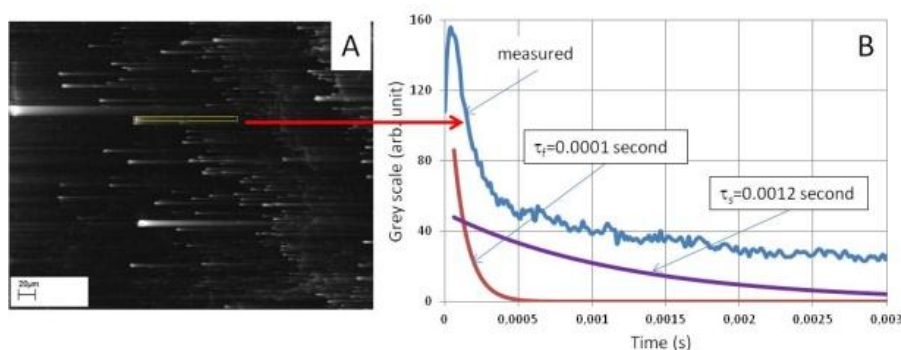 A
20µm
B
Grey scale (arb. unit)
160
120
80
40
0
measured
τf=0.0001 second
τs=0.0012 second
0 0,0005 0,001 0,0015 0,002 0,0025 0,003
Time (s)